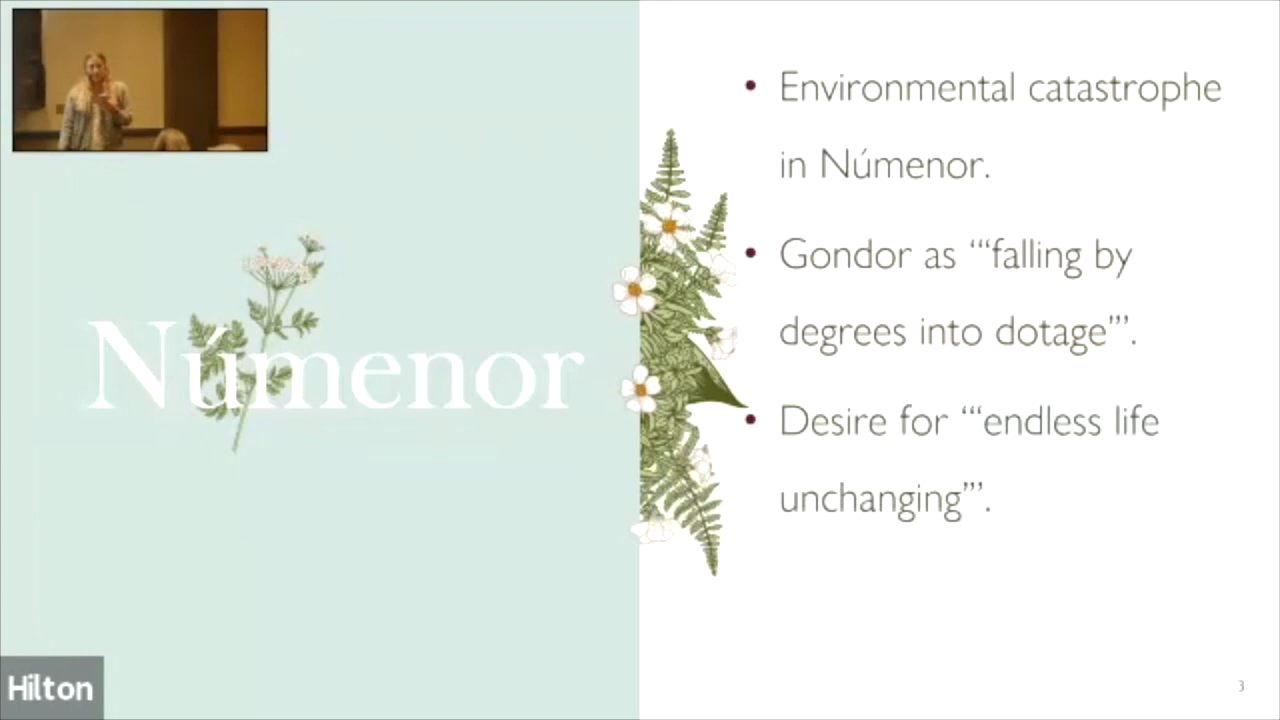 Númenor
• Environmental catastrophe
in Númenor.
• Gondor as “‘falling by
degrees into dotage’”.
• Desire for “‘endless life
unchanging’”.
Hilton
3